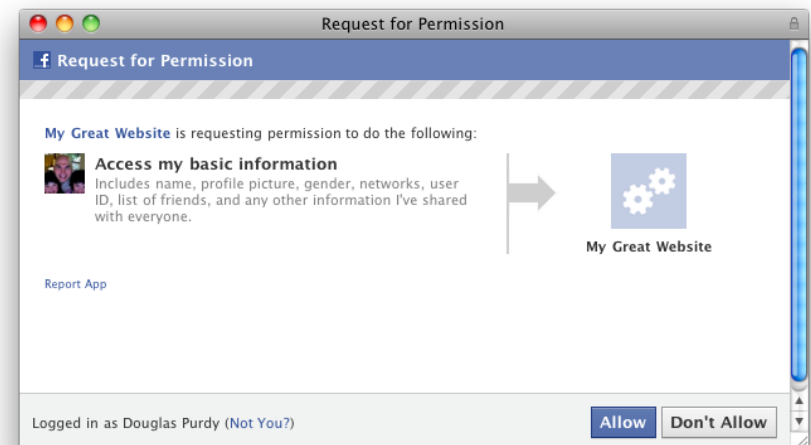 Request for Permission
f Request for Permission
My Great Website is requesting permission to do the following:
Access my basic information
Includes name, profile picture, gender, networks, user
ID, list of friends, and any other information I've shared
with everyone.
My Great Website
Report App
Logged in as Douglas Purdy (Not You?)
Allow
Don't Allow